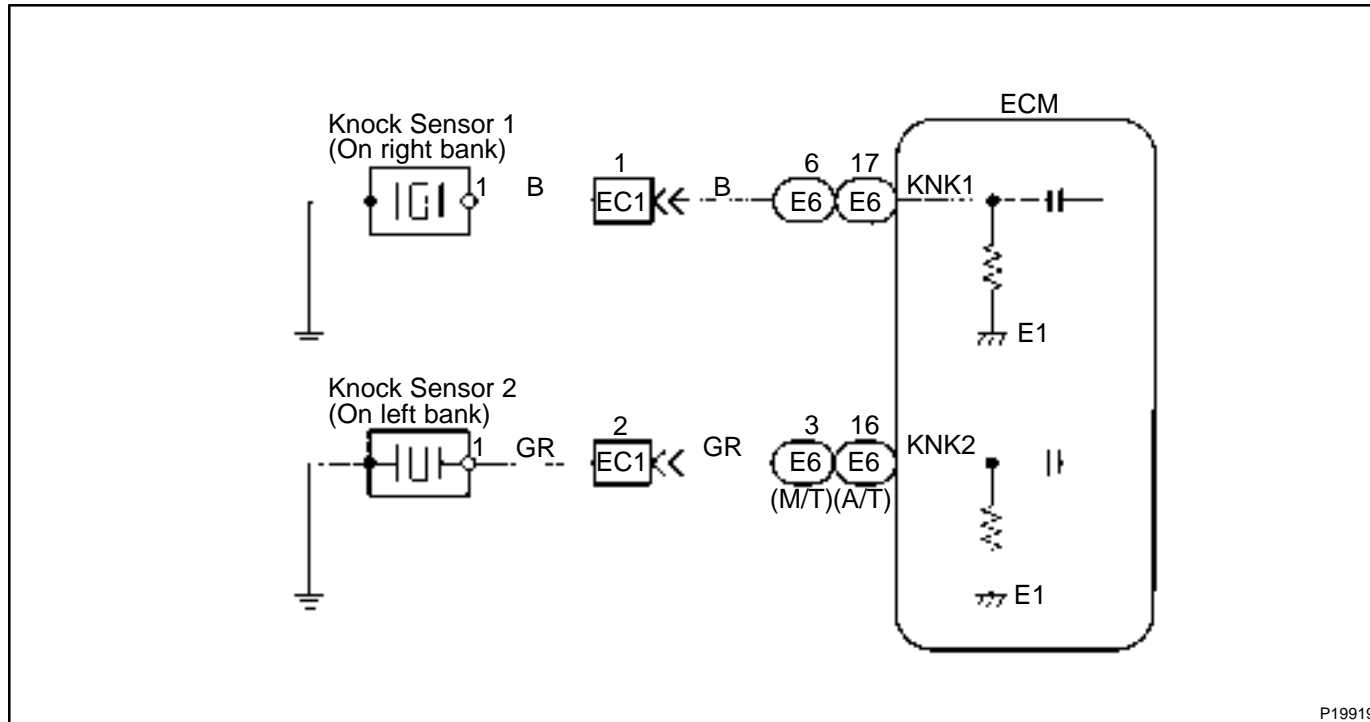 ECM
Knock Sensor 1
(On right bank)
1 B
1
EC1
B
6 17
E6 E6
KNK1
E1
Knock Sensor 2
(On left bank)
1 GR
2
EC1
GR
3 16
E6 E6
(M/T)(A/T)
KNK2
E1
P19919